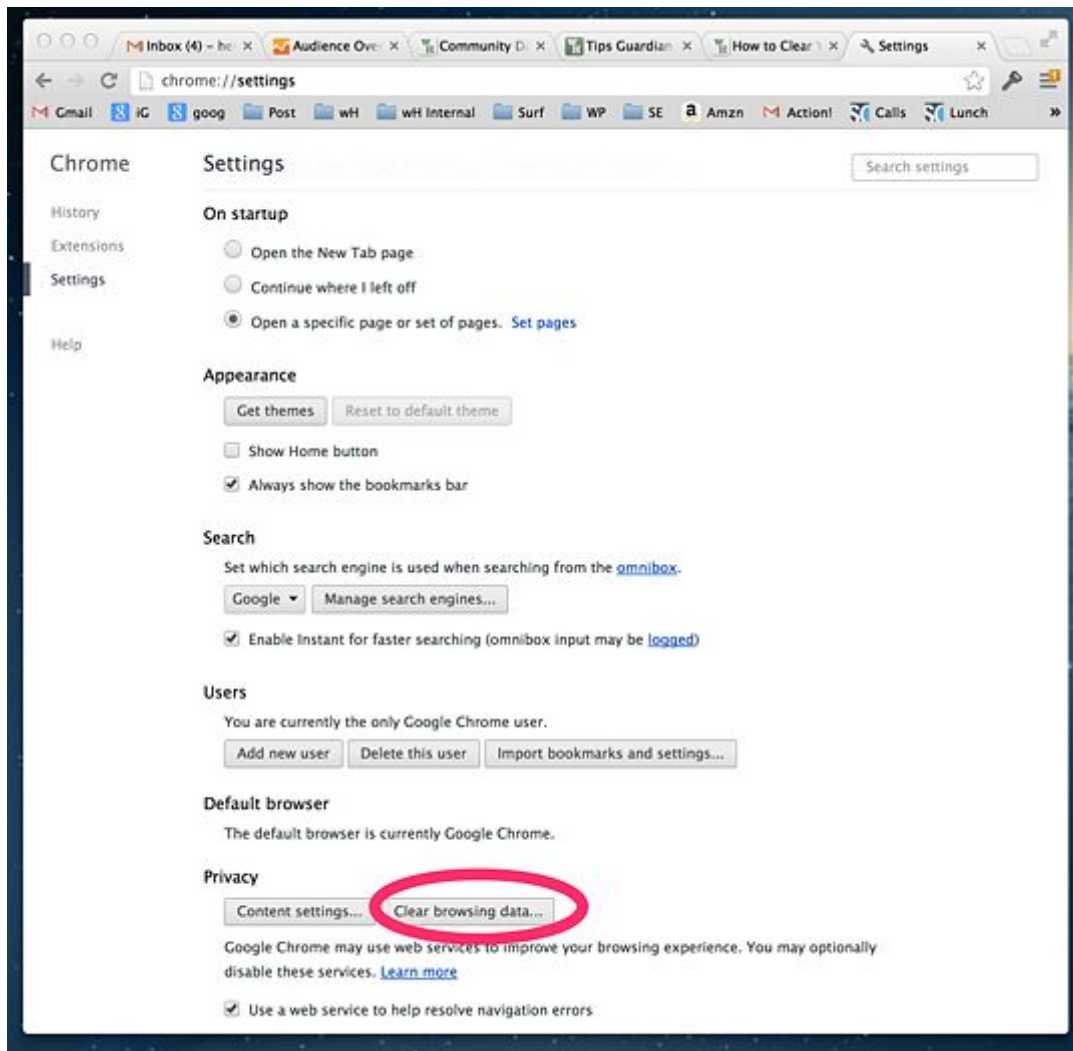 Inbox (4) – he
Audience Ove
Community D
Tips Guardian
How to Clear
Settings
chrome://settings
Gmail
iG
goog
Post
wH
wH Internal
Surf
WP
SE
Amzn
Action!
Calls
Lunch
»
Chrome
Settings
Search settings
History
Extensions
Settings
Help
On startup
Open the New Tab page
Continue where I left off
Open a specific page or set of pages. Set pages
Appearance
Get themes
Reset to default theme
Show Home button
Always show the bookmarks bar
Search
Set which search engine is used when searching from the omnibox.
Google
Manage search engines...
Enable Instant for faster searching (omnibox input may be logged)
Users
You are currently the only Google Chrome user.
Add new user
Delete this user
Import bookmarks and settings...
Default browser
The default browser is currently Google Chrome.
Privacy
Content settings...
Clear browsing data...
Google Chrome may use web services to improve your browsing experience. You may optionally
disable these services. Learn more
Use a web service to help resolve navigation errors